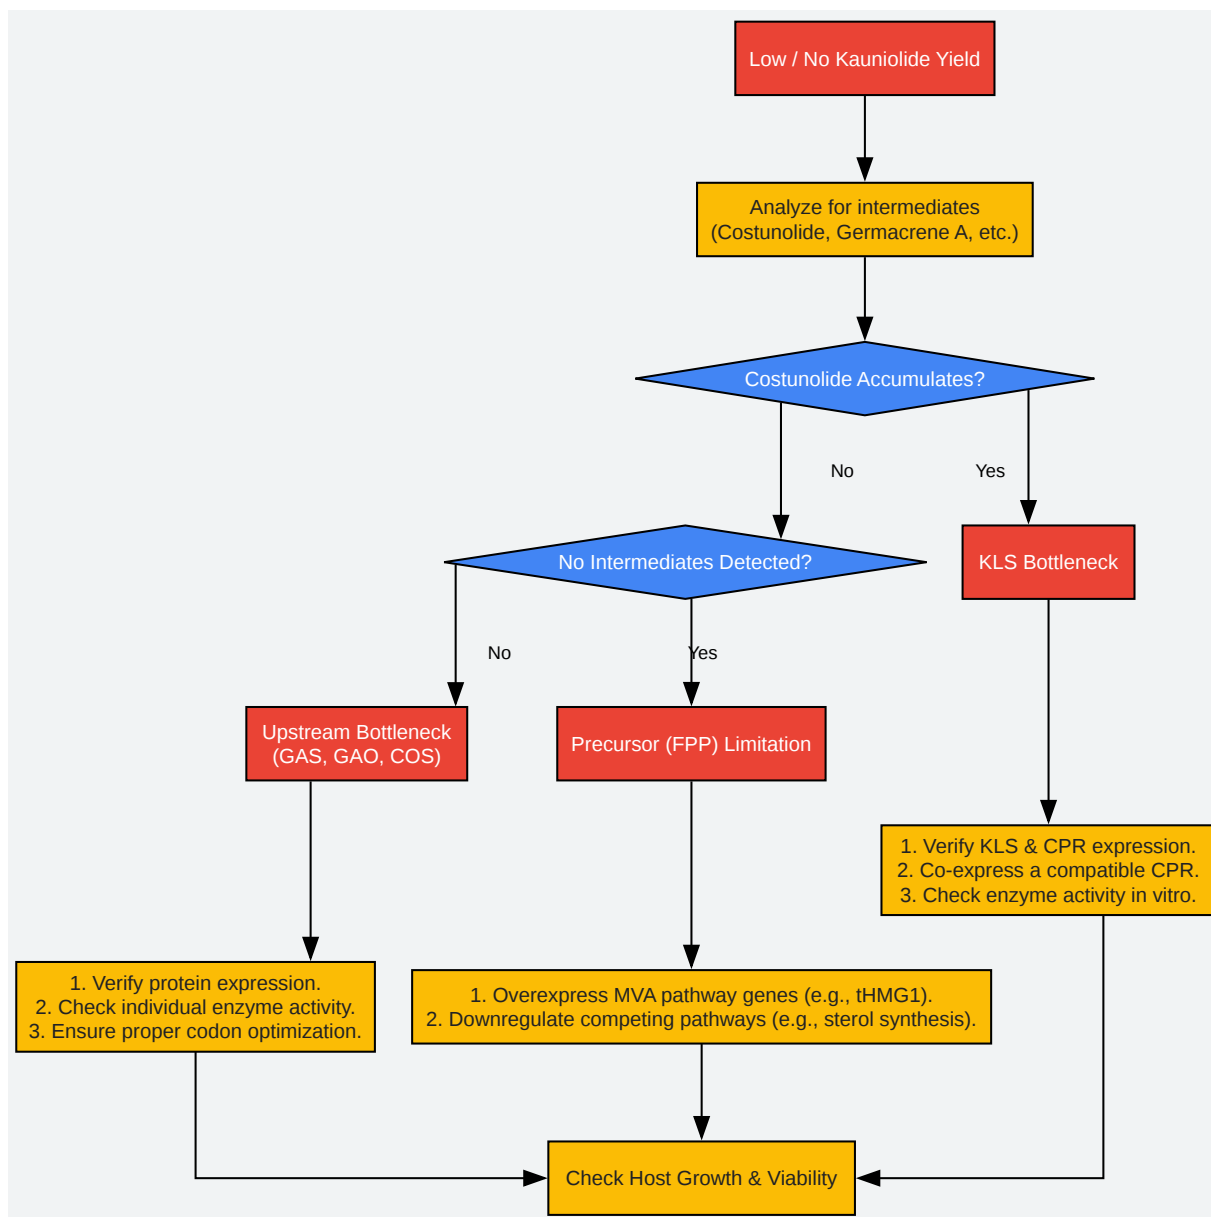 Low / No Kauniolide Yield
Analyze for intermediates
(Costunolide, Germacrene A, etc.)
Costunolide Accumulates?
No
Yes
No Intermediates Detected?
KLS Bottleneck
No
Yes
Upstream Bottleneck
(GAS, GAO, COS)
Precursor (FPP) Limitation
1. Verify KLS & CPR expression.
2. Co-express a compatible CPR.
3. Check enzyme activity in vitro.
1. Verify protein expression.
2. Check individual enzyme activity.
3. Ensure proper codon optimization.
1. Overexpress MVA pathway genes (e.g., tHMG1).
2. Downregulate competing pathways (e.g., sterol synthesis).
Check Host Growth & Viability